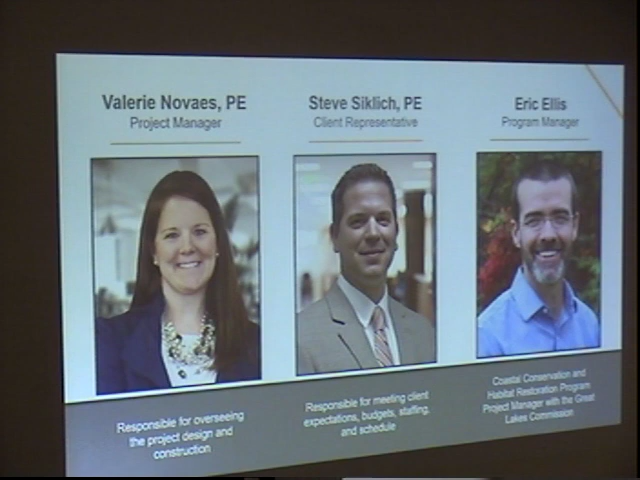 Valerie Novaes, PE
Project Manager
Steve Siklich, PE
Client Representative
Eric Ellis
Program Manager
Responsible for overseeing
the project design and
construction
Responsible for meeting client
expectations, budgets, staffing,
and schedule
Coastal Conservation and
Habitat Restoration Program
Project Manager with the Great
Lakes Commission